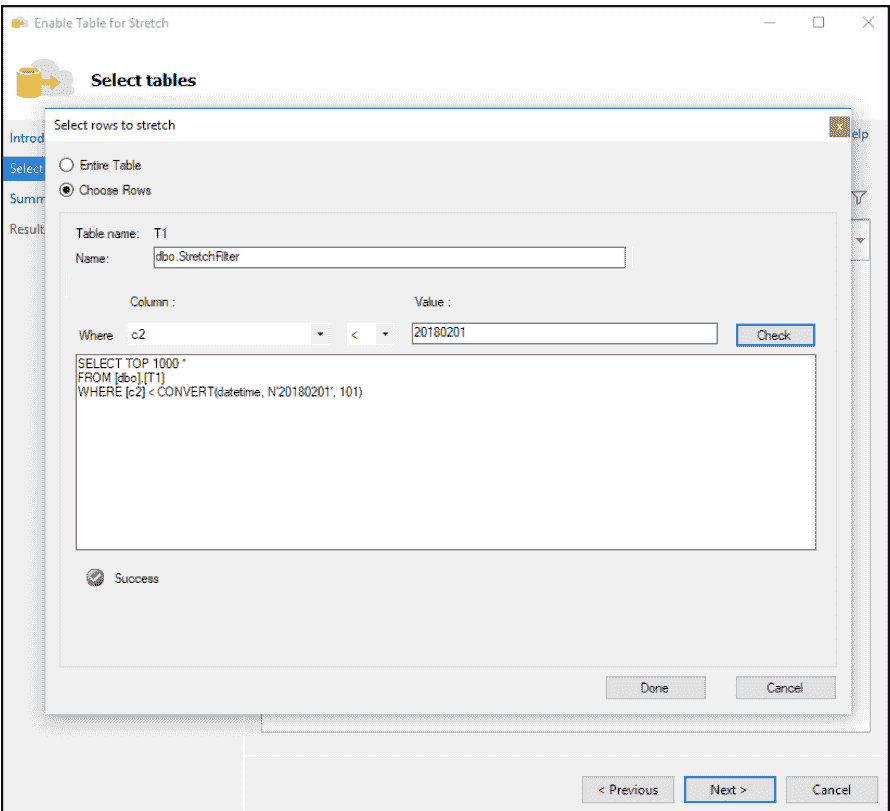 Enable Table for Stretch
Select tables
Select rows to stretch
Introd
elp
Select
Summ
Result
Entire Table
Choose Rows
Table name: T1
Name: dbo.StretchFilter
Column : Value :
Where c2 < 20180201 Check
SELECT TOP 1000 *
FROM [dbo].[T1]
WHERE [c2] < CONVERT(datetime, N'20180201', 101)
Success
Done Cancel
< Previous Next > Cancel